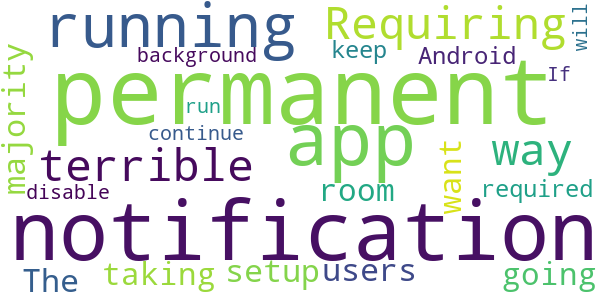 running Requiring will
background keep Android If
majority permanent
run
continue app
terrible way
disable room want required
notification
The taking setup users going